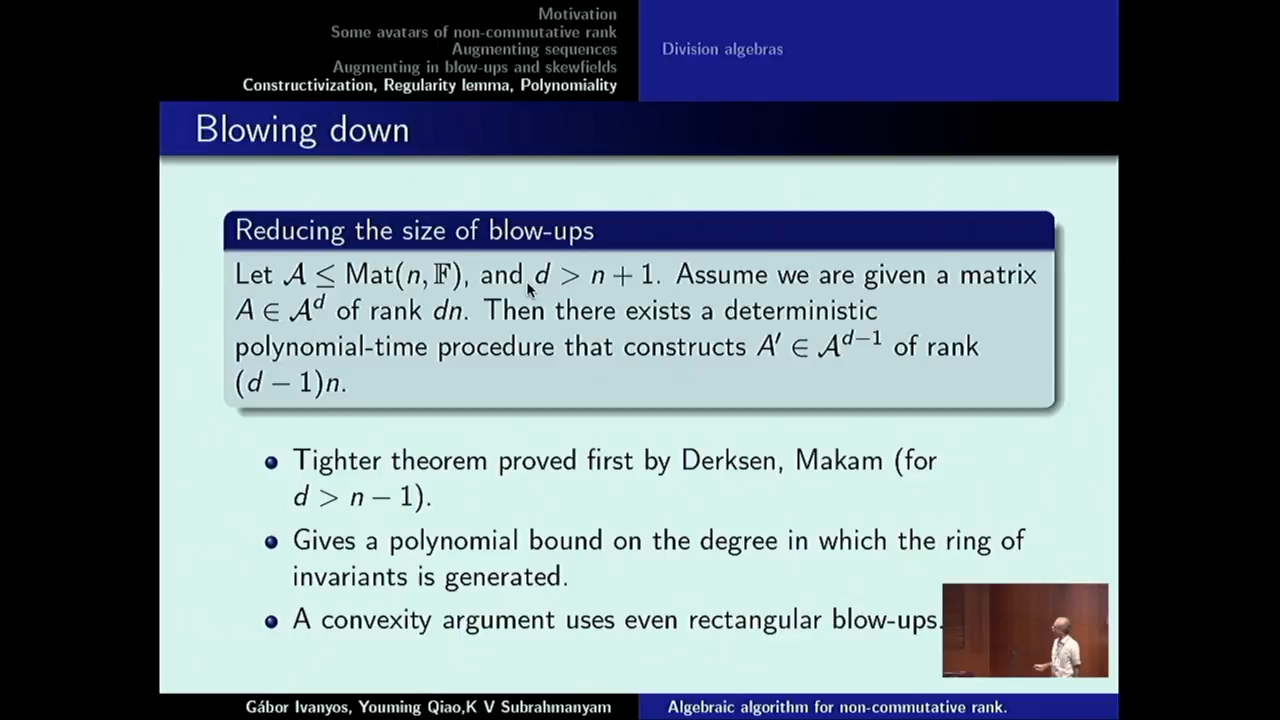 Motivation
Some avatars of non-commutative rank
Augmenting sequences
Augmenting in blow-ups and skewfields
Constructivization, Regularity lemma, Polynomiality
Division algebras
Blowing down
Reducing the size of blow-ups
Let 𝒜 ≤ Mat(n, 𝔽), and d > n + 1. Assume we are given a matrix
A ∈ 𝒜^d of rank dn. Then there exists a deterministic
polynomial-time procedure that constructs A′ ∈ 𝒜^{d−1} of rank
(d − 1)n.
Tighter theorem proved first by Derksen, Makam (for
d > n − 1).
Gives a polynomial bound on the degree in which the ring of
invariants is generated.
A convexity argument uses even rectangular blow-ups.
Gábor Ivanyos, Youming Qiao,K V Subrahmanyam
Algebraic algorithm for non-commutative rank.